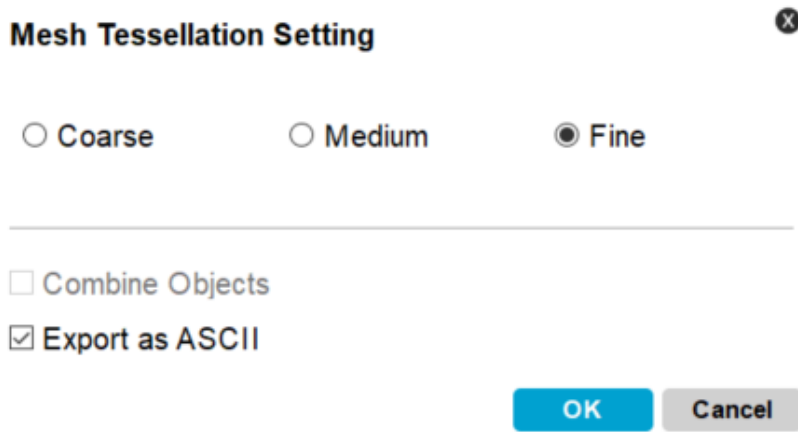 Mesh Tessellation Setting
Coarse Medium Fine
Combine Objects
Export as ASCII
OK Cancel